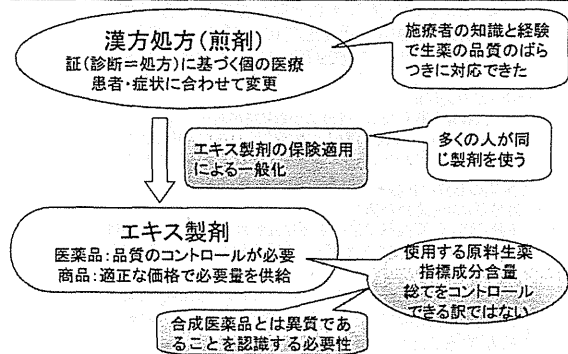 漢方処方(煎剤)
証(診断=処方)に基づく個の医療
患者・症状に合わせて変更
施療者の知識と経験
で生薬の品質のばら
つきに対応できた
エキス製剤の保険適用
による一般化
多くの人が同
じ製剤を使う
エキス製剤
医薬品:品質のコントロールが必要
商品:適正な価格で必要量を供給
使用する原料生薬
指標成分含量
総てをコントロール
できる訳ではない
合成医薬品とは異質であ
ることを認識する必要性